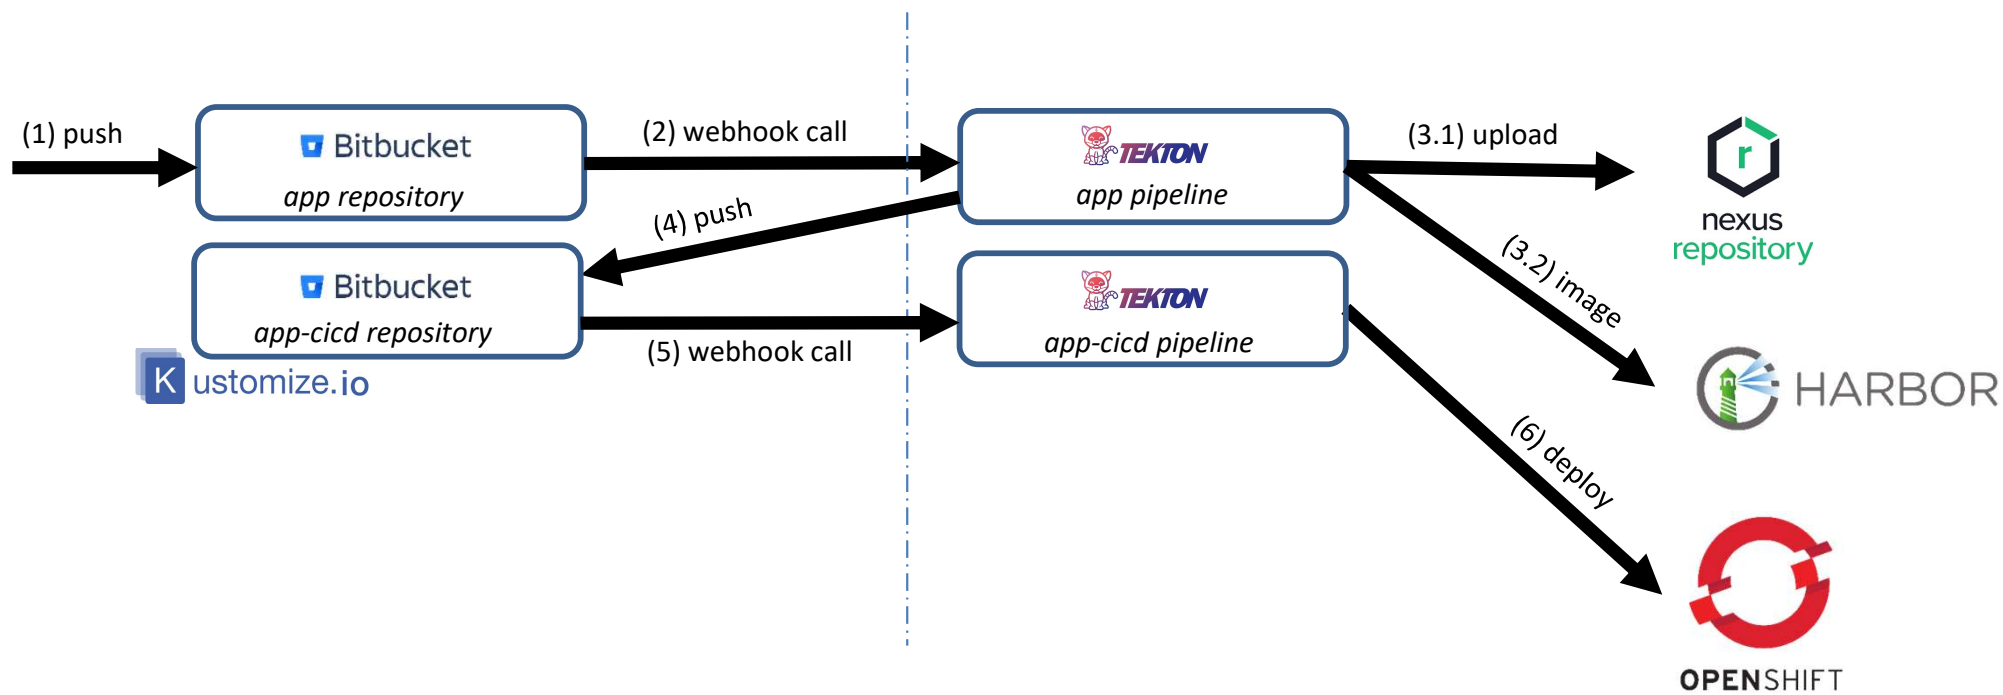 (1) push
Bitbucket
app repository
(2) webhook call
TEKTON
app pipeline
(3.1) upload
r
nexus
repository
(4) push
(3.2) image
Bitbucket
app-cicd repository
(5) webhook call
TEKTON
app-cicd pipeline
Kustomize.io
HARBOR
(6) deploy
OPENSHIFT